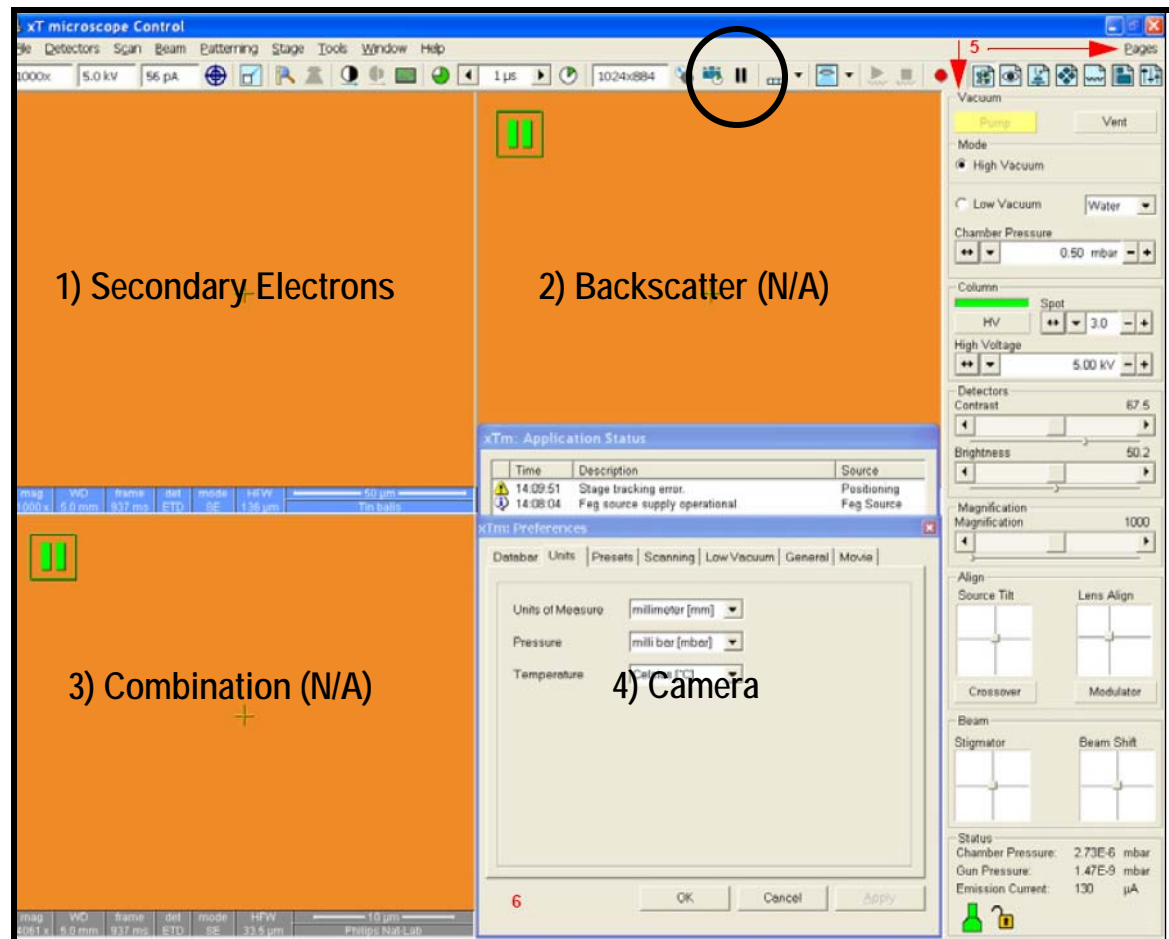 xT microscope Control
File Detectors Scan Beam Patterning Stage Tools Window Help
5
Pages
1000x 5.0 kV 56 pA 1 µs 1024x884
Vacuum
Pump Vent
Mode
High Vacuum
Low Vacuum Water
Chamber Pressure
0.50 mbar
1) Secondary Electrons
2) Backscatter (N/A)
Column
Spot
HV 3.0
High Voltage
5.00 kV
Detectors
Contrast 67.5
Brightness 50.2
xTm: Application Status
Time Description Source
14:09:51 Stage tracking error. Positioning
14:08:04 Feg source supply operational Feg Source
mag WD frame det mode HFW 50 µm
1000 x 5.0 mm 937 ms ETD SE 136 µm Tin balls
Magnification
Magnification 1000
xTm: Preferences
Databar Units Presets Scanning Low Vacuum General Movie
Units of Measure millimeter [mm]
Pressure milli bar [mbar]
Temperature Celsius [°C]
3) Combination (N/A)
4) Camera
Align
Source Tilt Lens Align
Crossover Modulator
Beam
Stigmator Beam Shift
Status
Chamber Pressure: 2.73E-6 mbar
Gun Pressure: 1.47E-9 mbar
Emission Current: 130 µA
6
OK Cancel Apply
mag WD frame det mode HFW 10 µm
4061 x 5.0 mm 937 ms ETD SE 33.5 µm Philips Nat-Lab